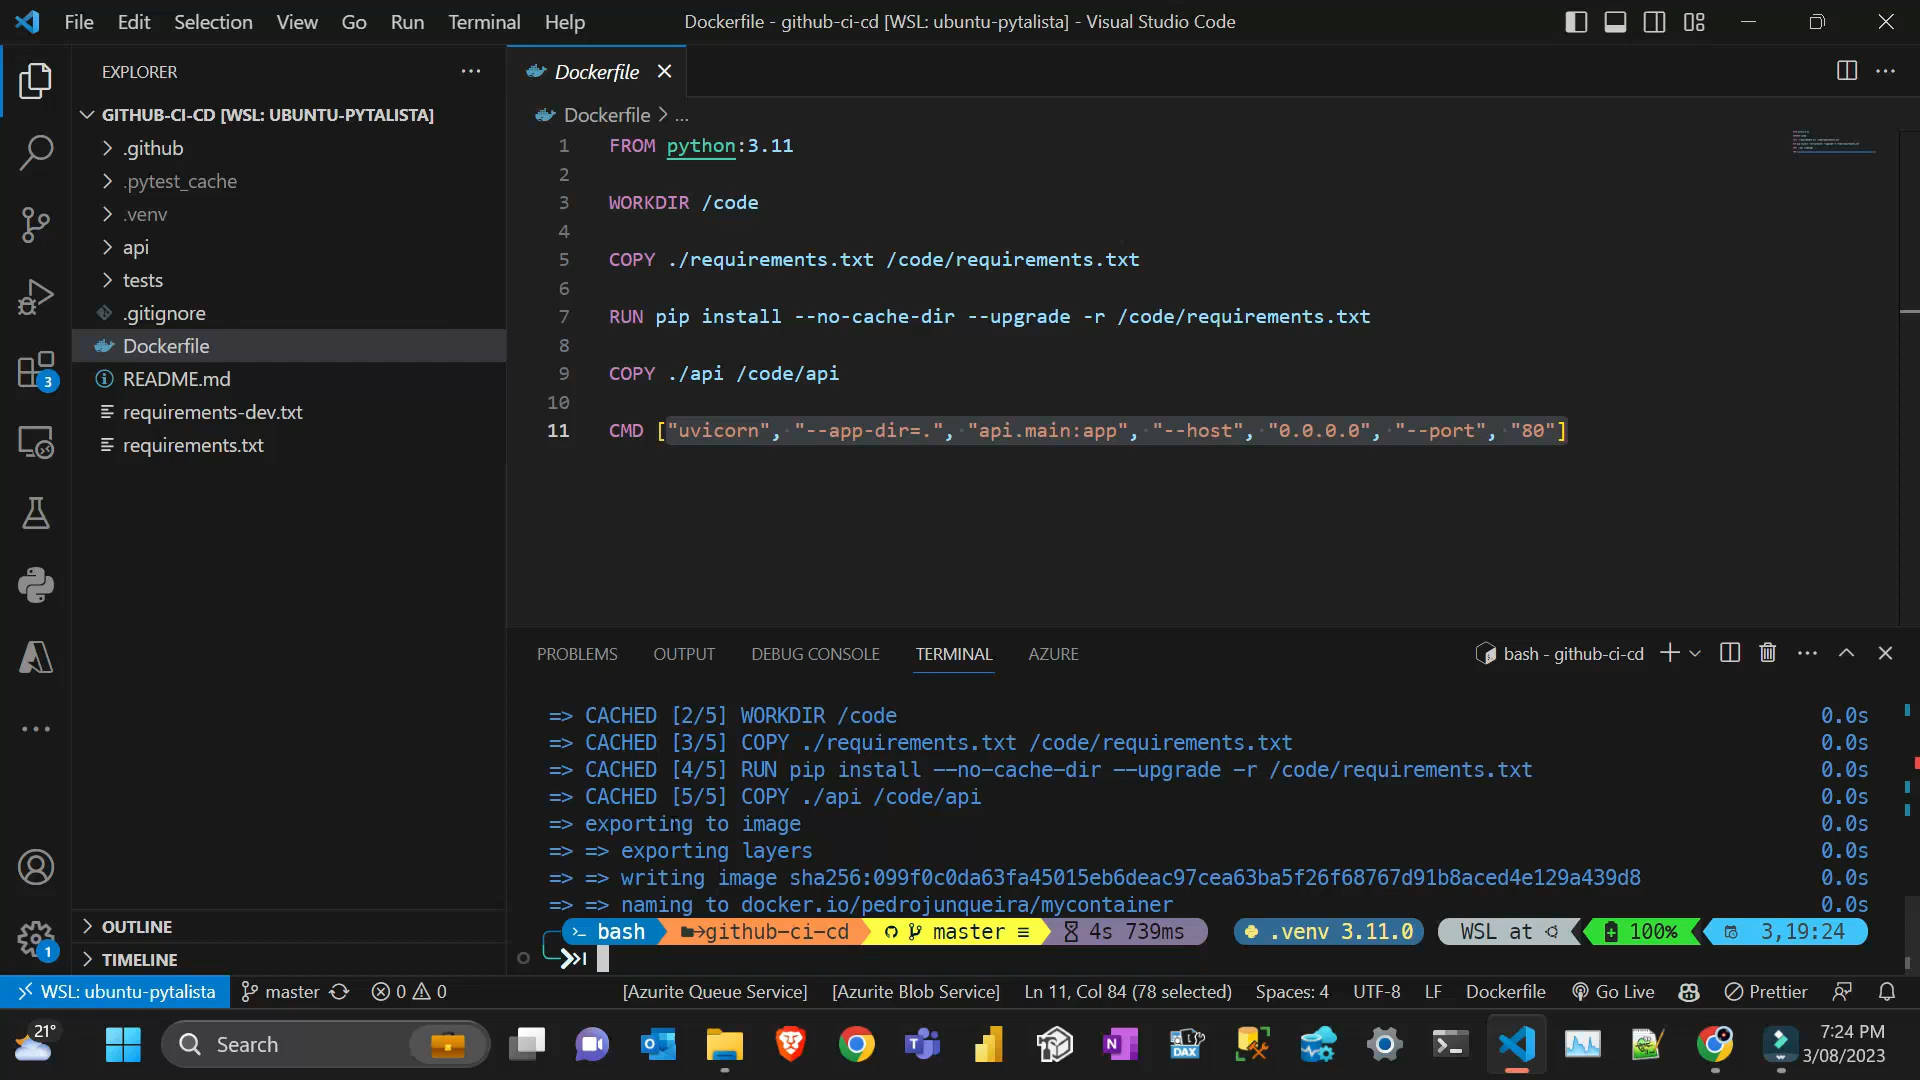 File Edit Selection View Go Run Terminal Help
Dockerfile - github-ci-cd [WSL: ubuntu-pytalista] - Visual Studio Code
EXPLORER
GITHUB-CI-CD [WSL: UBUNTU-PYTALISTA]
.github
.pytest_cache
.venv
api
tests
.gitignore
Dockerfile
README.md
requirements-dev.txt
requirements.txt
OUTLINE
TIMELINE
3
1
Dockerfile
Dockerfile > ...
1 FROM python:3.11
2
3 WORKDIR /code
4
5 COPY ./requirements.txt /code/requirements.txt
6
7 RUN pip install --no-cache-dir --upgrade -r /code/requirements.txt
8
9 COPY ./api /code/api
10
11 CMD ["uvicorn", "--app-dir=.", "api.main:app", "--host", "0.0.0.0", "--port", "80"]
PROBLEMS OUTPUT DEBUG CONSOLE TERMINAL AZURE
bash - github-ci-cd
=> CACHED [2/5] WORKDIR /code 0.0s
=> CACHED [3/5] COPY ./requirements.txt /code/requirements.txt 0.0s
=> CACHED [4/5] RUN pip install --no-cache-dir --upgrade -r /code/requirements.txt 0.0s
=> CACHED [5/5] COPY ./api /code/api 0.0s
=> exporting to image 0.0s
=> => exporting layers 0.0s
=> => writing image sha256:099f0c0da63fa45015eb6deac97cea63ba5f26f68767d91b8aced4e129a439d8 0.0s
=> => naming to docker.io/pedrojunqueira/mycontainer 0.0s
bash github-ci-cd master ≡ 4s 739ms .venv 3.11.0 WSL at 100% 3,19:24
WSL: ubuntu-pytalista master 0 0 [Azurite Queue Service] [Azurite Blob Service] Ln 11, Col 84 (78 selected) Spaces: 4 UTF-8 LF Dockerfile Go Live Prettier
21°
Search
DAX
7:24 PM
3/08/2023